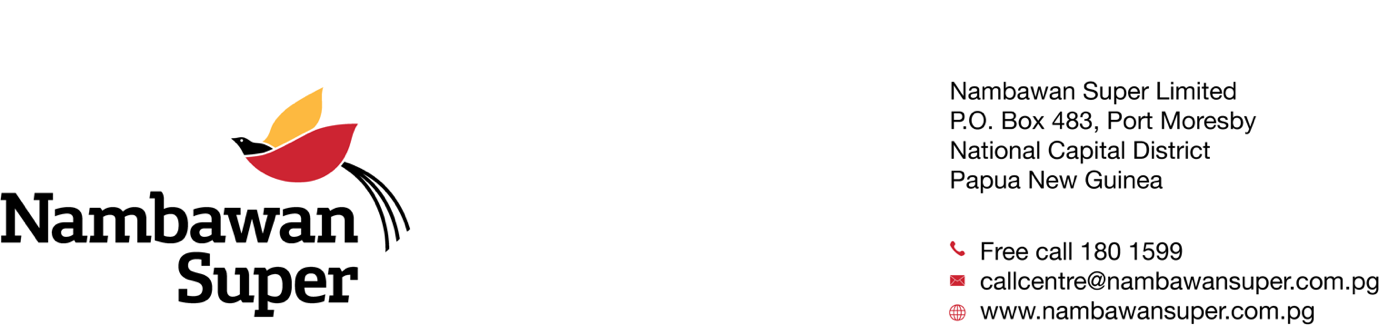 Nambawan
Super
Nambawan Super Limited
P.O. Box 483, Port Moresby
National Capital District
Papua New Guinea
Free call 180 1599
callcentre@nambawansuper.com.pg
www.nambawansuper.com.pg